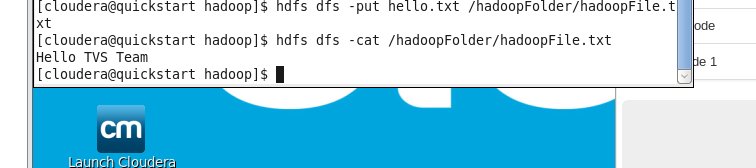 [cloudera@quickstart hadoop]$ hdfs dfs -put hello.txt /hadoopFolder/hadoopFile.t
xt
[cloudera@quickstart hadoop]$ hdfs dfs -cat /hadoopFolder/hadoopFile.txt
Hello TVS Team
[cloudera@quickstart hadoop]$
ode
de 1
cm
Launch Cloudera